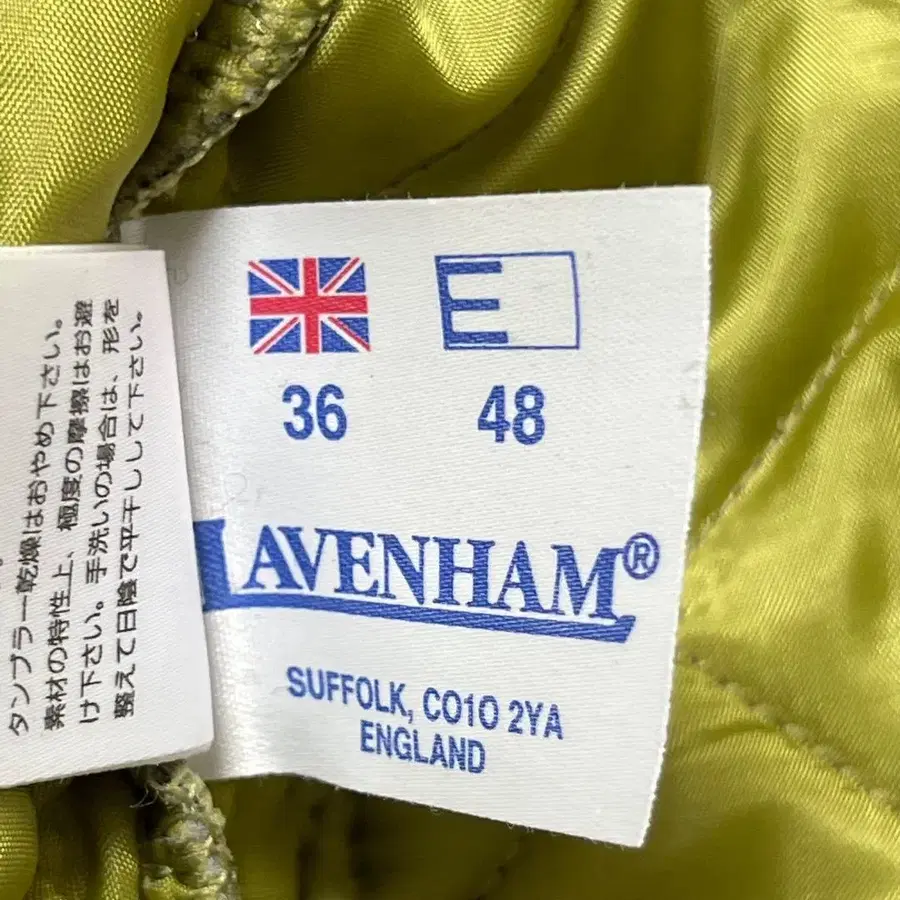 タンブラー乾燥はおやめ下さい。
素材の特性上、極度の摩擦はお避
け下さい。手洗いの場合は、形を
整えて日陰で平干しして下さい。
E
36 48
LAVENHAM®
SUFFOLK, CO10 2YA
ENGLAND